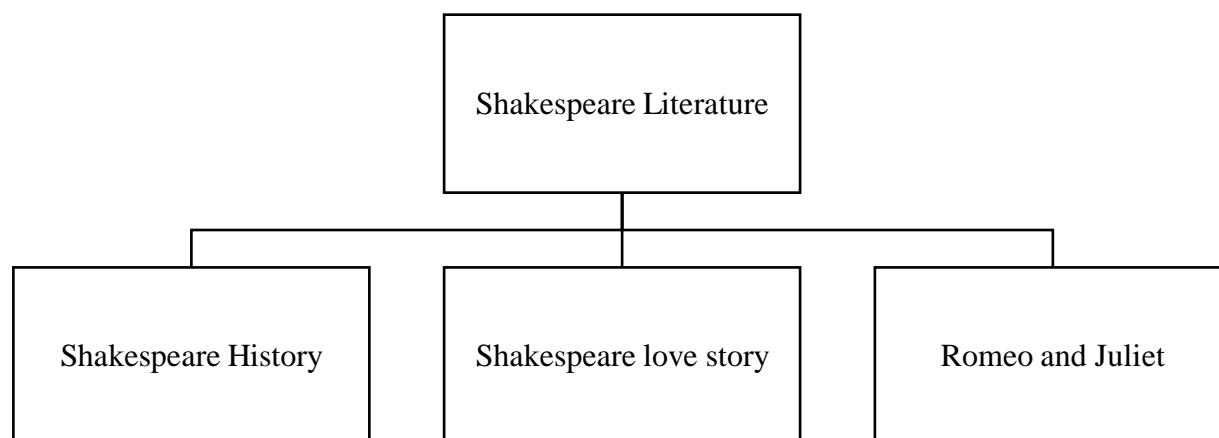 Shakespeare Literature
Shakespeare History
Shakespeare love story
Romeo and Juliet